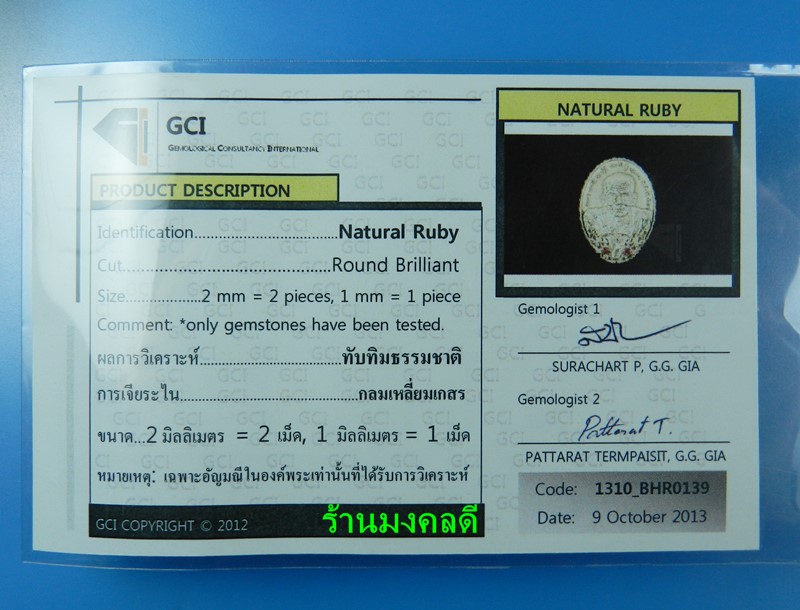 GCI
GEMOLOGICAL CONSULTANCY INTERNATIONAL
PRODUCT DESCRIPTION
Identification........................Natural Ruby
Cut...................................Round Brilliant
Size...................2 mm = 2 pieces, 1 mm = 1 piece
Comment: *only gemstones have been tested.
ผลการวิเคราะห์........................ทับทิมธรรมชาติ
การเจียระไน..............................กลมเหลี่ยมเกสร
ขนาด...2 มิลลิเมตร = 2 เม็ด, 1 มิลลิเมตร = 1 เม็ด
หมายเหตุ: เฉพาะอัญมณีในองค์พระเท่านั้นที่ได้รับการวิเคราะห์
GCI COPYRIGHT © 2012
ร้านมงคลดี
NATURAL RUBY
Gemologist 1
SURACHART P, G.G. GIA
Gemologist 2
Pattarat T.
PATTARAT TERMPAISIT, G.G. GIA
Code: 1310_BHR0139
Date: 9 October 2013